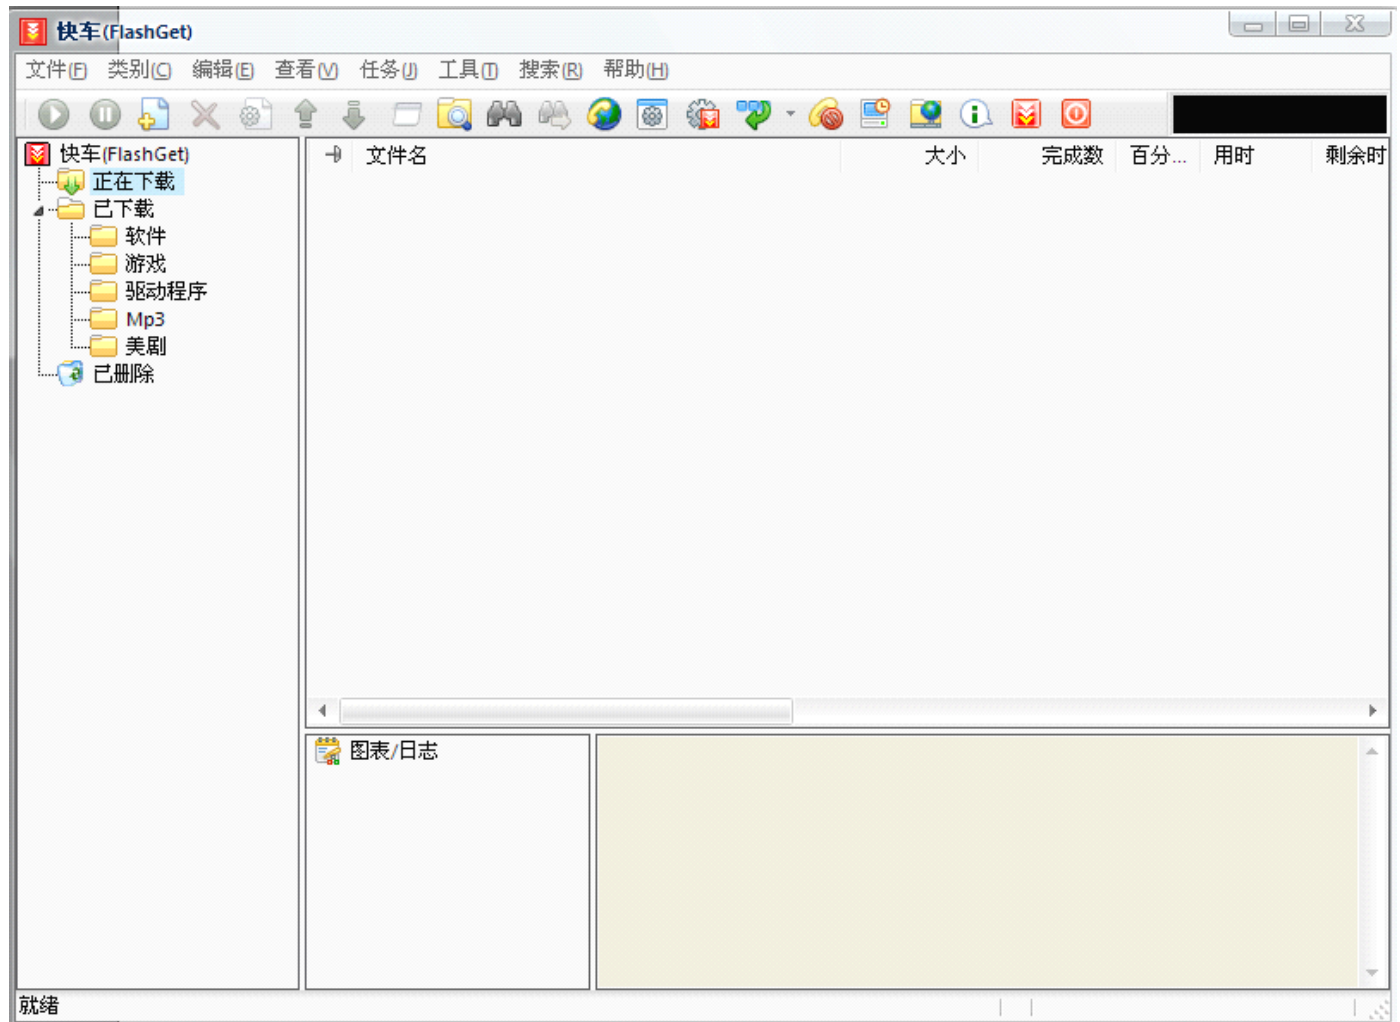 快车(FlashGet)
文件(F) 类别(C) 编辑(E) 查看(V) 任务(J) 工具(T) 搜索(R) 帮助(H)
快车(FlashGet)
正在下载
已下载
软件
游戏
驱动程序
Mp3
美剧
已删除
文件名 大小 完成数 百分... 用时 剩余时
图表/日志
就绪